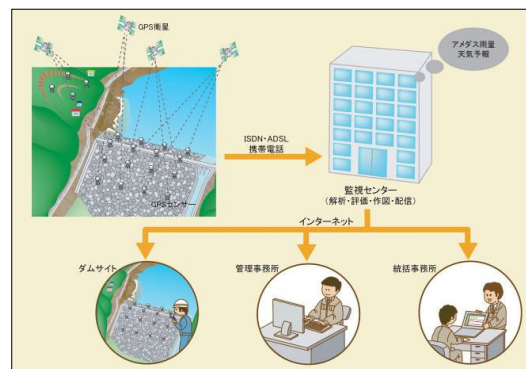 GPS衛星
アメダス雨量
天気予報
ISDN・ADSL
携帯電話
GPSセンサー
監視センター
(解析・評価・作図・配信)
インターネット
ダムサイト
管理事務所
統括事務所